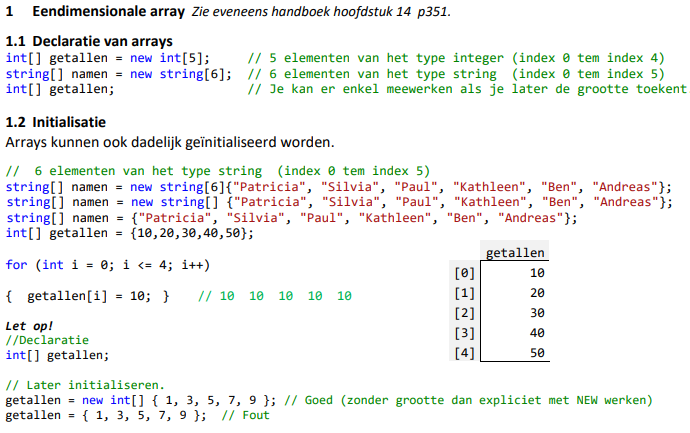 1 Eendimensionale array Zie eveneens handboek hoofdstuk 14 p351.
1.1 Declaratie van arrays
int[] getallen = new int[5]; // 5 elementen van het type integer (index 0 tem index 4)
string[] namen = new string[6]; // 6 elementen van het type string (index 0 tem index 5)
int[] getallen; // Je kan er enkel meewerken als je later de grootte toekent
1.2 Initialisatie
Arrays kunnen ook dadelijk geïnitialiseerd worden.
// 6 elementen van het type string (index 0 tem index 5)
string[] namen = new string[6]{"Patricia", "Silvia", "Paul", "Kathleen", "Ben", "Andreas"};
string[] namen = new string[] {"Patricia", "Silvia", "Paul", "Kathleen", "Ben", "Andreas"};
string[] namen = {"Patricia", "Silvia", "Paul", "Kathleen", "Ben", "Andreas"};
int[] getallen = {10,20,30,40,50};
for (int i = 0; i <= 4; i++)
{ getallen[i] = 10; } // 10 10 10 10 10
getallen
[0] 10
[1] 20
[2] 30
[3] 40
[4] 50
Let op!
//Declaratie
int[] getallen;
// Later initialiseren.
getallen = new int[] { 1, 3, 5, 7, 9 }; // Goed (zonder grootte dan expliciet met NEW werken)
getallen = { 1, 3, 5, 7, 9 }; // Fout